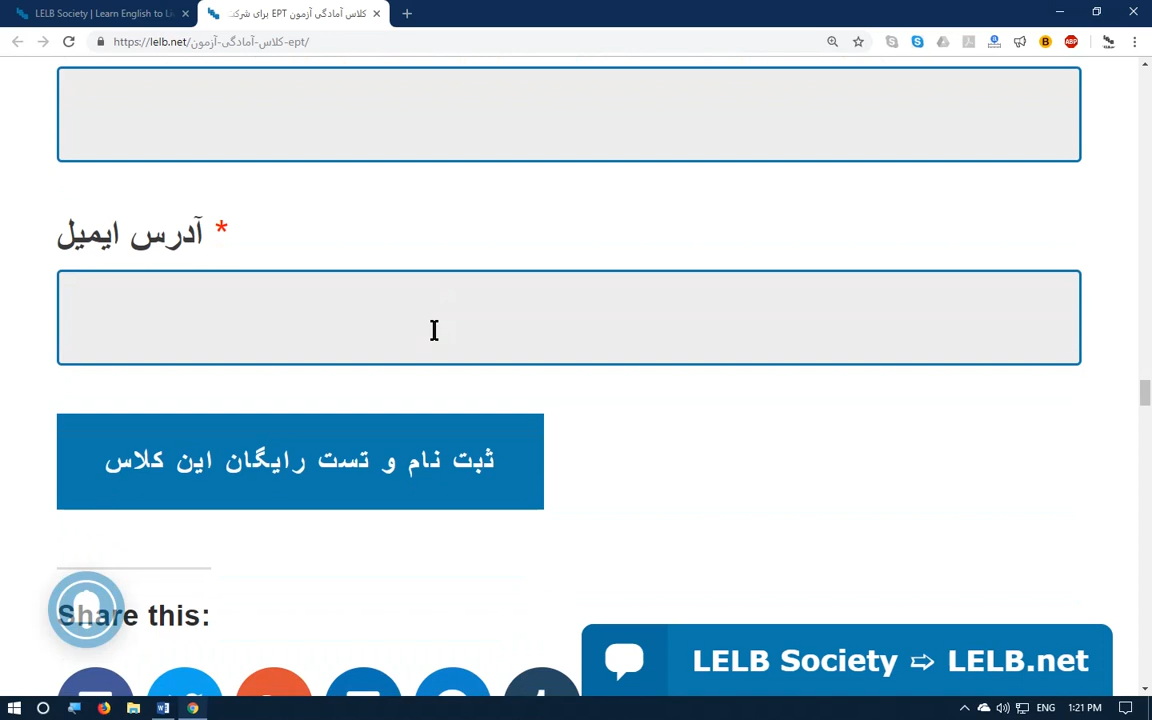 LELB Society | Learn English to Li
کلاس آمادگی آزمون EPT برای شرکت
https://lelb.net/کلاس-آمادگی-آزمون-ept/
* آدرس ایمیل
ثبت نام و تست رایگان این کلاس
Share this:
LELB Society ⇨ LELB.net
ENG
1:21 PM